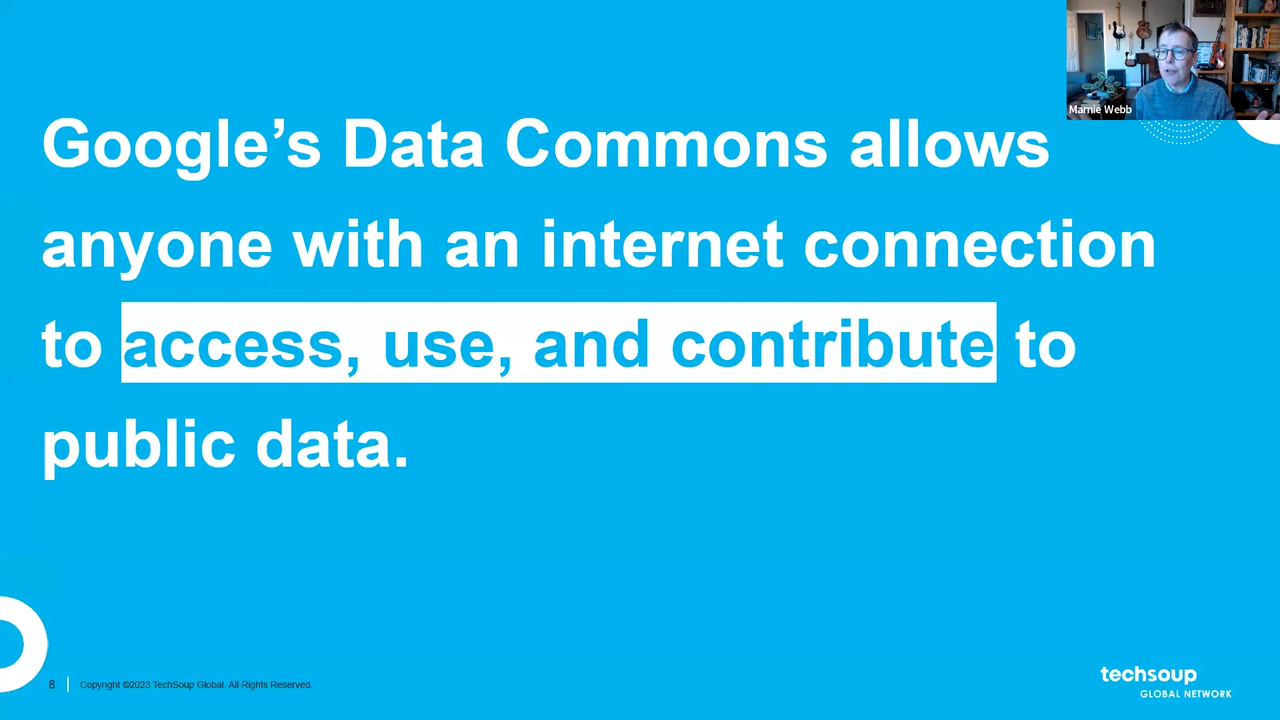 Marnie Webb
Google’s Data Commons allows
anyone with an internet connection
to access, use, and contribute to
public data.
8 Copyright ©2023 TechSoup Global. All Rights Reserved.
techsoup
GLOBAL NETWORK